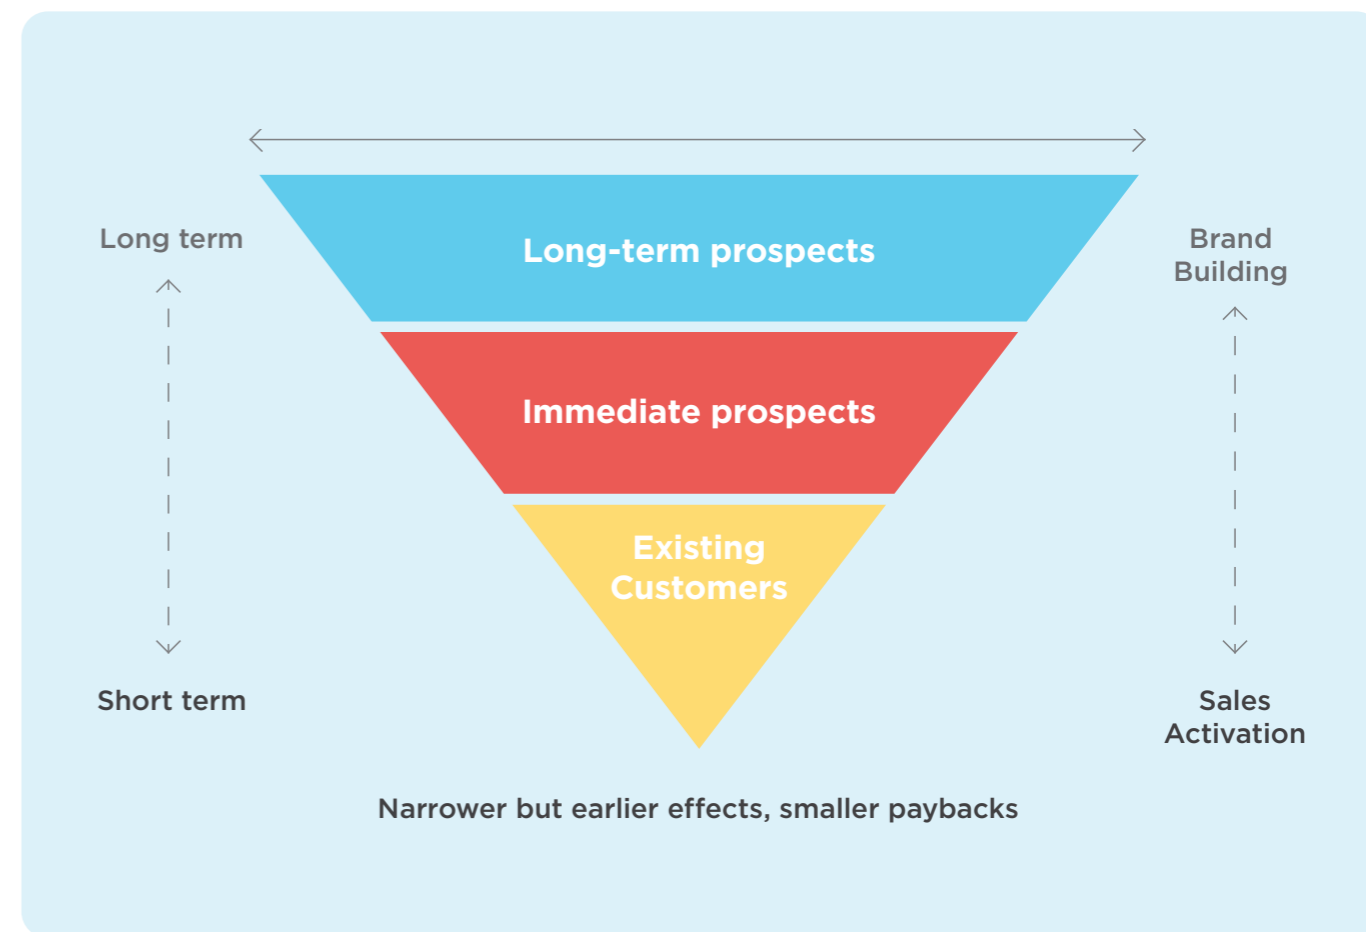 Long term
Long-term prospects
Brand
Building
Immediate prospects
Existing
Customers
Short term
Sales
Activation
Narrower but earlier effects, smaller paybacks